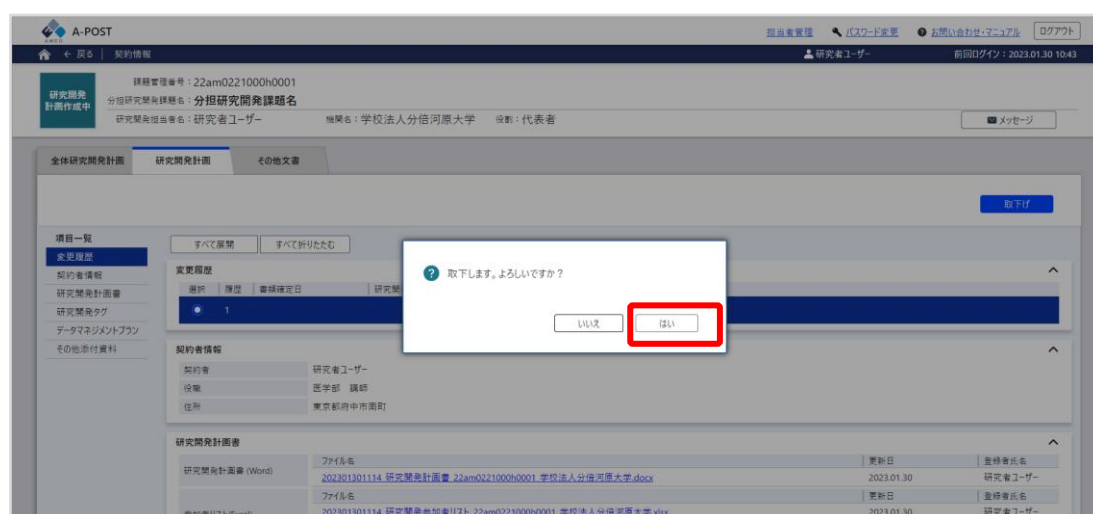 AMED A-POST 担当者管理 パスワード変更 お問い合わせ・マニュアル ログアウト
← 戻る | 契約情報 研究者ユーザー 前回ログイン：2023.01.30 10:43
研究開発
計画作成中
課題管理番号：22am0221000h0001
分担研究開発課題名：分担研究開発課題名
研究開発担当者名：研究者ユーザー 機関名：学校法人分倍河原大学 役割：代表者 メッセージ
全体研究開発計画 研究開発計画 その他文書
取下げ
項目一覧
変更履歴
契約者情報
研究開発計画書
研究開発タグ
データマネジメントプラン
その他添付資料
すべて展開 すべて折りたたむ
変更履歴
選択 履歴 書類確定日 研究開
1
? 取下します。よろしいですか？
いいえ はい
契約者情報
契約者 研究者ユーザー
役職 医学部 講師
住所 東京都府中市南町
研究開発計画書
ファイル名 更新日 登録者氏名
研究開発計画書 (Word) 202301301114_研究開発計画書_22am0221000h0001_学校法人分倍河原大学.docx 2023.01.30 研究者ユーザー
ファイル名 更新日 登録者氏名
202301301114_研究開発参加者リスト_22am0221000h0001_学校法人分倍河原大学.xlsx 2023.01.30 研究者ユーザー